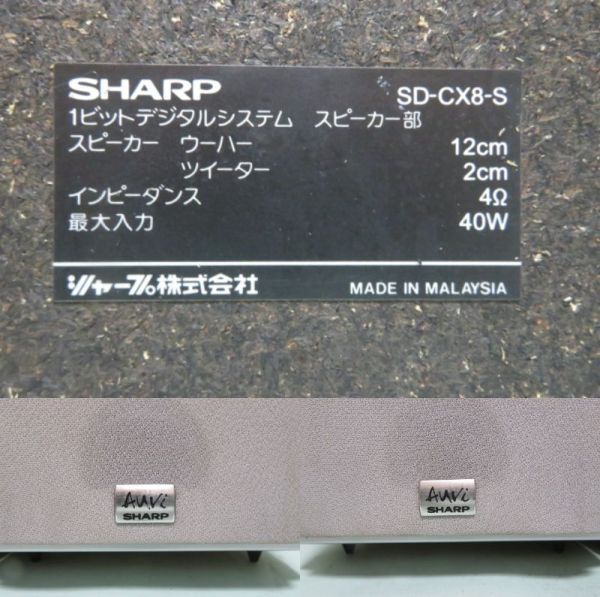 SHARP SD-CX8-S
1ビットデジタルシステム スピーカー部
スピーカー ウーハー 12cm
ツイーター 2cm
インピーダンス 4Ω
最大入力 40W
シャープ株式会社 MADE IN MALAYSIA
Auvi
SHARP
Auvi
SHARP